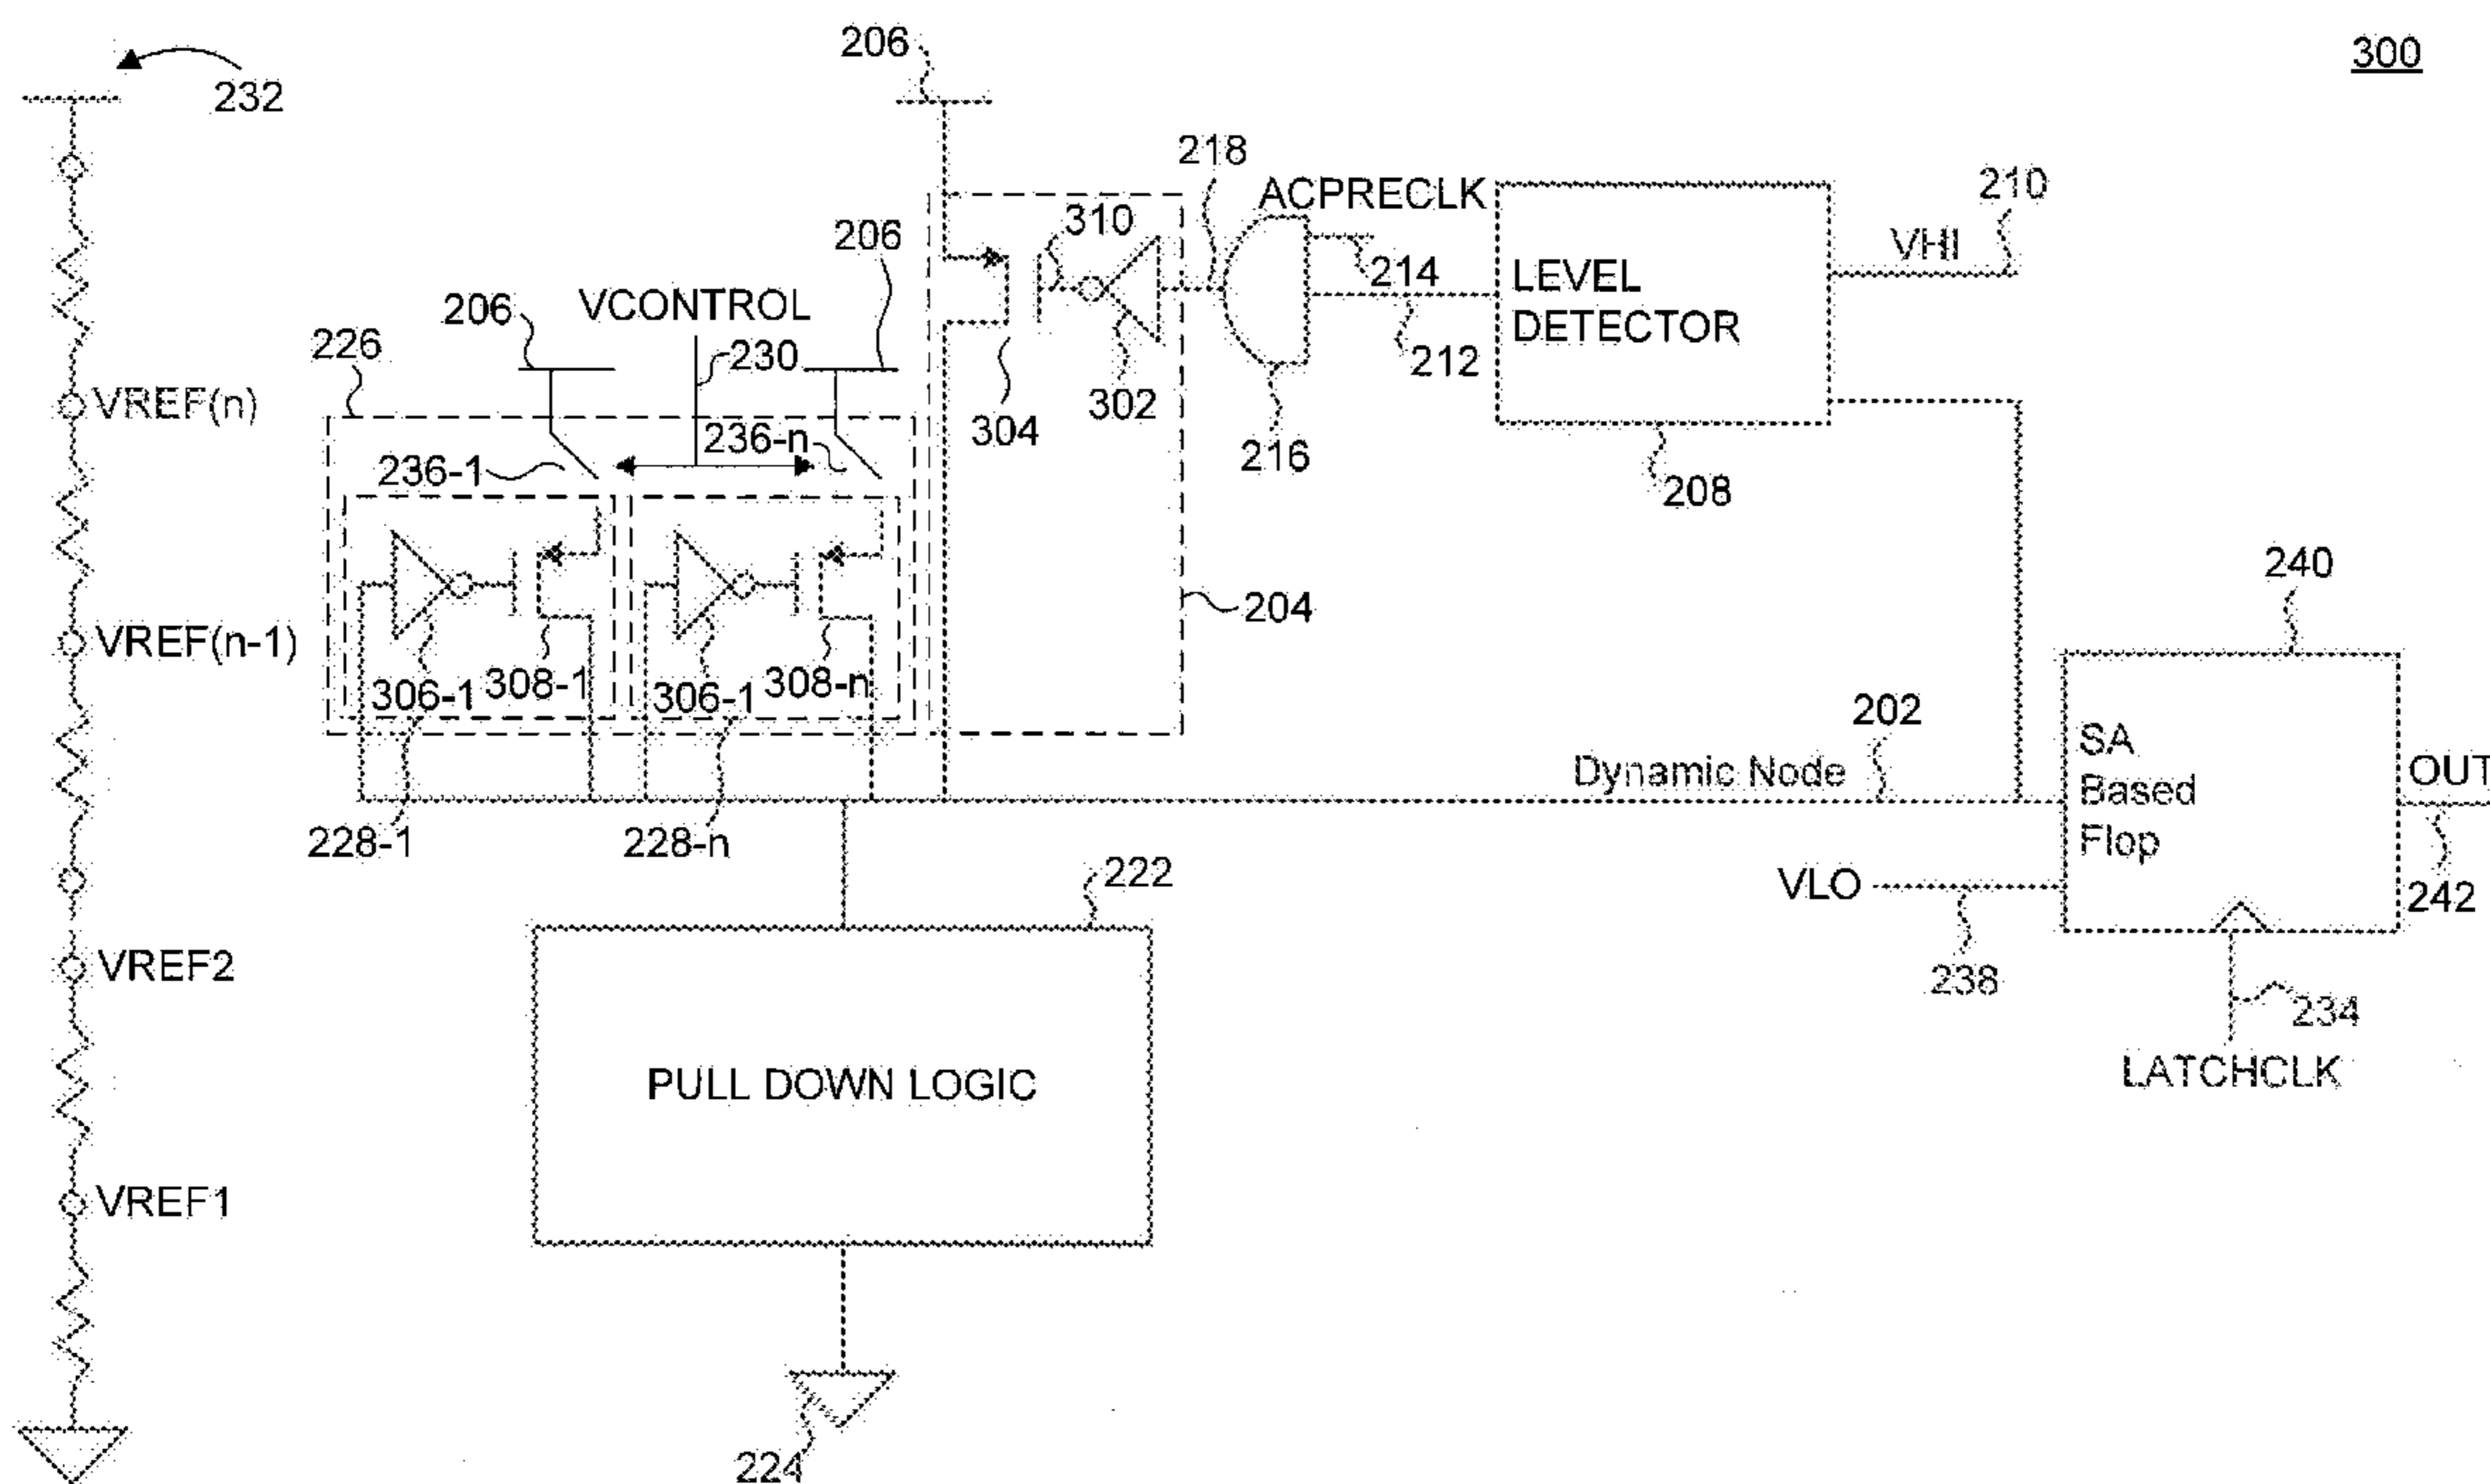 300
206
232
218
ACPRECLK
210
310
206
VHI
214
LEVEL
DETECTOR
206
VCONTROL
230
212
226
302
VREF(n)
304
236-n
236-1
216
208
240
204
VREF(n-1)
306-1
308-1
306-1
308-n
202
SA
Based
Flop
Dynamic Node
OUT
228-1
228-n
222
VLO
242
VREF2
238
234
LATCHCLK
PULL DOWN LOGIC
VREF1
224